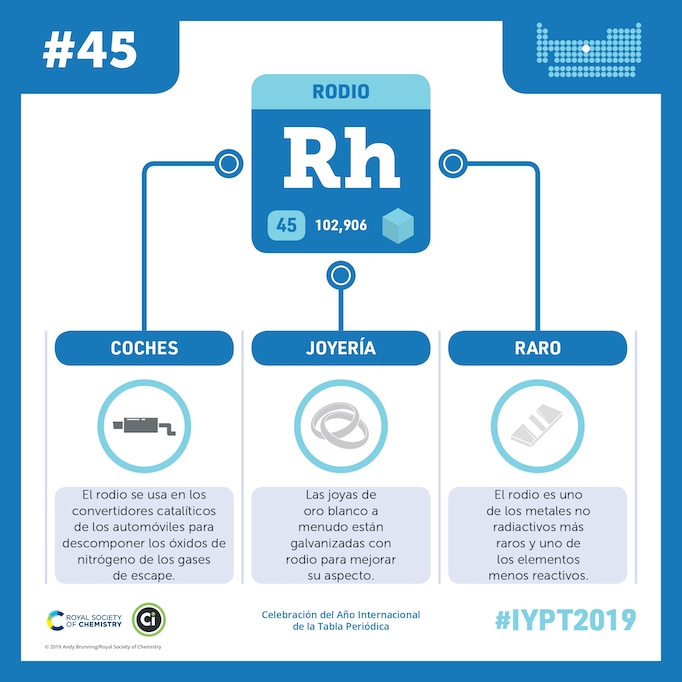 #45
RODIO
Rh
45 102,906
COCHES
El rodio se usa en los
convertidores catalíticos
de los automóviles para
descomponer los óxidos de
nitrógeno de los gases
de escape.
JOYERÍA
Las joyas de
oro blanco a
menudo están
galvanizadas con
rodio para mejorar
su aspecto.
RARO
El rodio es uno
de los metales no
radiactivos más
raros y uno de
los elementos
menos reactivos.
ROYAL SOCIETY
OF CHEMISTRY
Ci
© 2019 Andy Brunning/Royal Society of Chemistry
Celebración del Año Internacional
de la Tabla Periódica
#IYPT2019